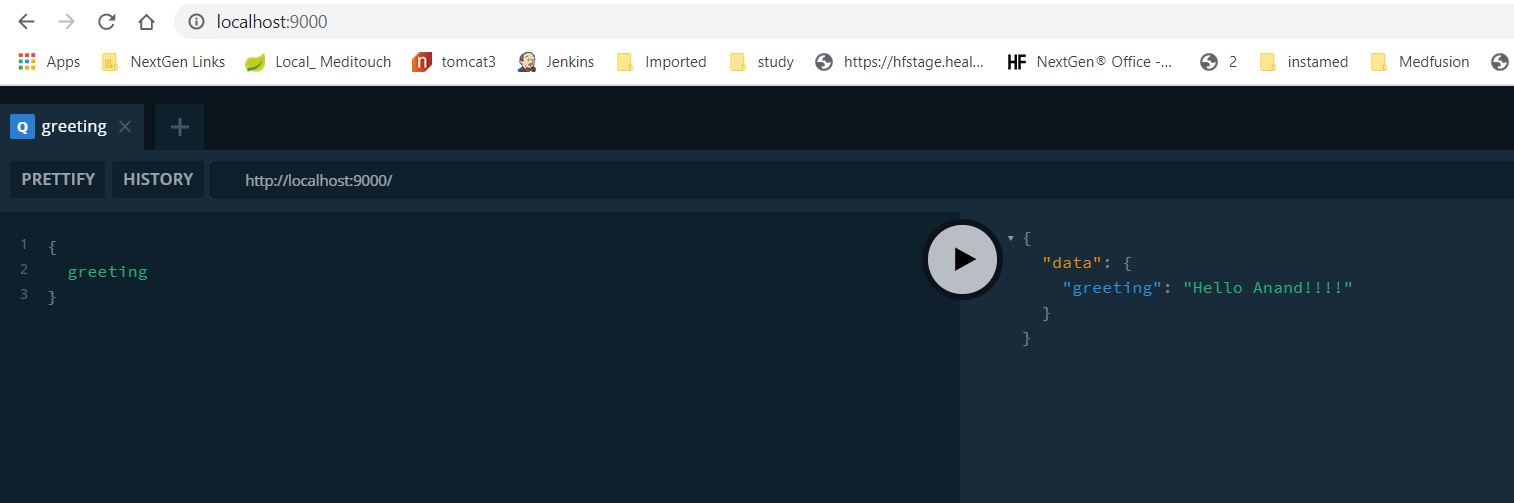 localhost:9000
Apps NextGen Links Local_ Meditouch tomcat3 Jenkins Imported study https://hfstage.heal... HF NextGen® Office -... 2 instamed Medfusion
Q greeting
PRETTIFY HISTORY http://localhost:9000/
1 {
2 greeting
3 }
{
"data": {
"greeting": "Hello Anand!!!!"
}
}